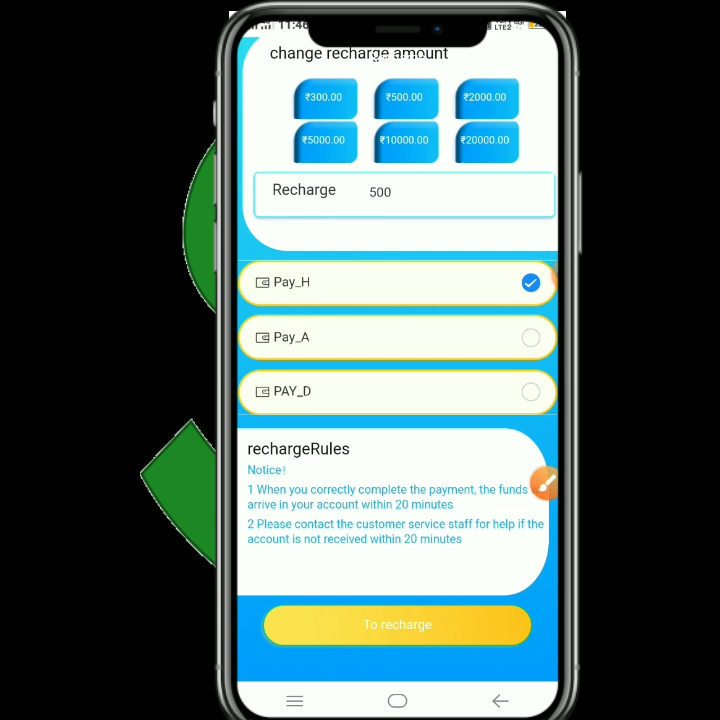 11:46
LTE2
change recharge amount
₹300.00 ₹500.00 ₹2000.00
₹5000.00 ₹10000.00 ₹20000.00
Recharge 500
Pay_H
Pay_A
PAY_D
rechargeRules
Notice!
1 When you correctly complete the payment, the funds
arrive in your account within 20 minutes
2 Please contact the customer service staff for help if the
account is not received within 20 minutes
To recharge